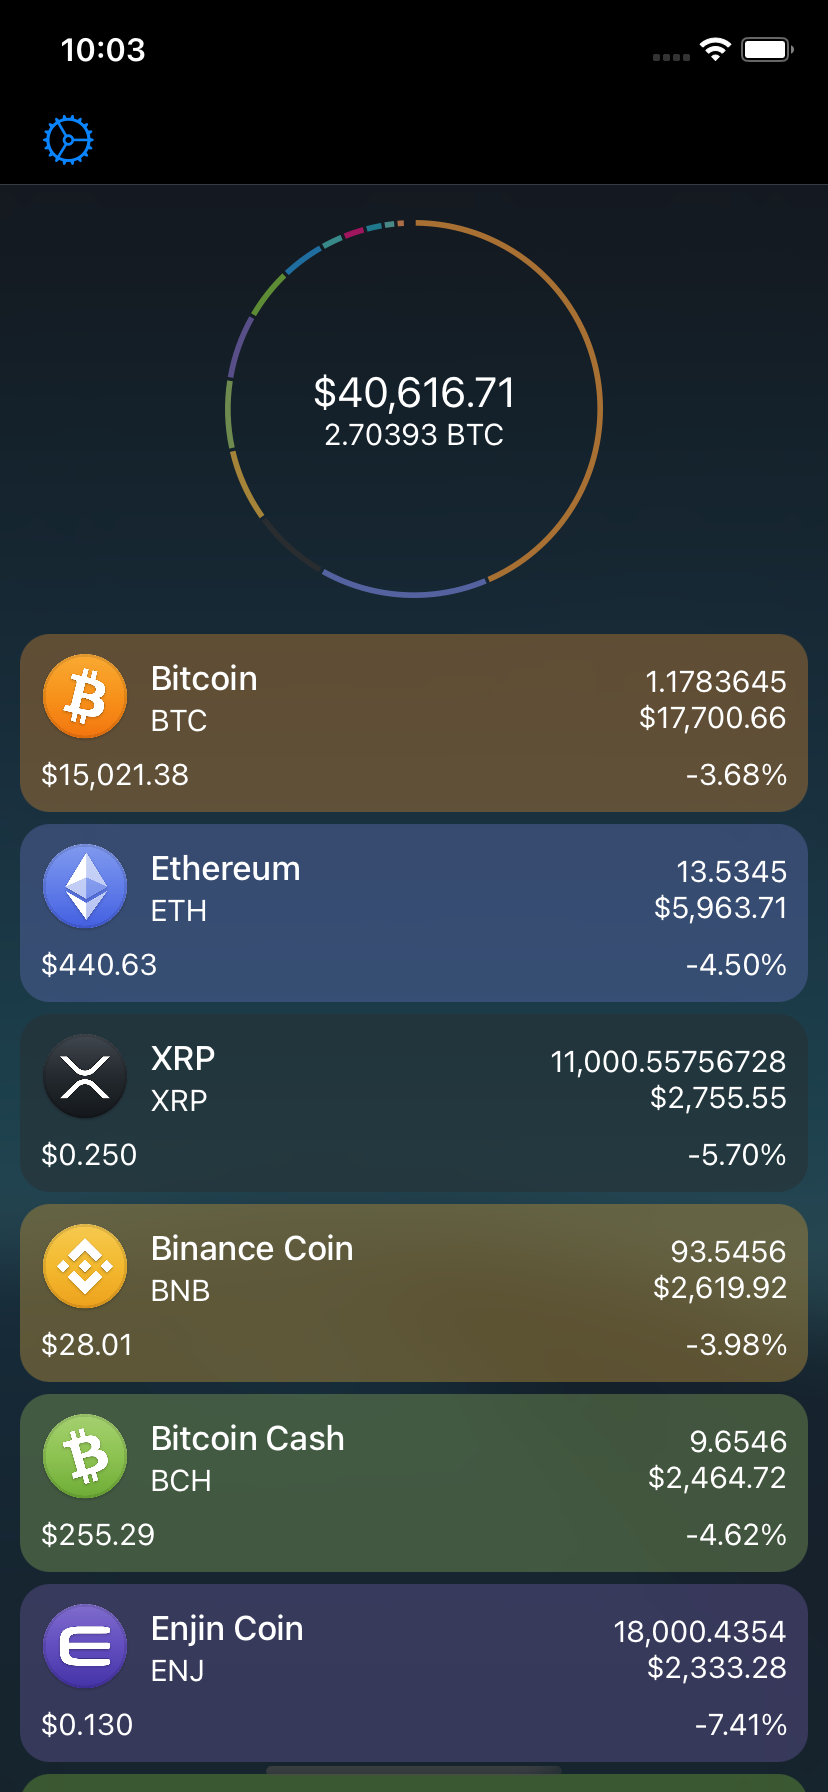 10:03
$40,616.71
2.70393 BTC
Bitcoin
BTC
1.1783645
$17,700.66
$15,021.38
-3.68%
Ethereum
ETH
13.5345
$5,963.71
$440.63
-4.50%
XRP
XRP
11,000.55756728
$2,755.55
$0.250
-5.70%
Binance Coin
BNB
93.5456
$2,619.92
$28.01
-3.98%
Bitcoin Cash
BCH
9.6546
$2,464.72
$255.29
-4.62%
Enjin Coin
ENJ
18,000.4354
$2,333.28
$0.130
-7.41%